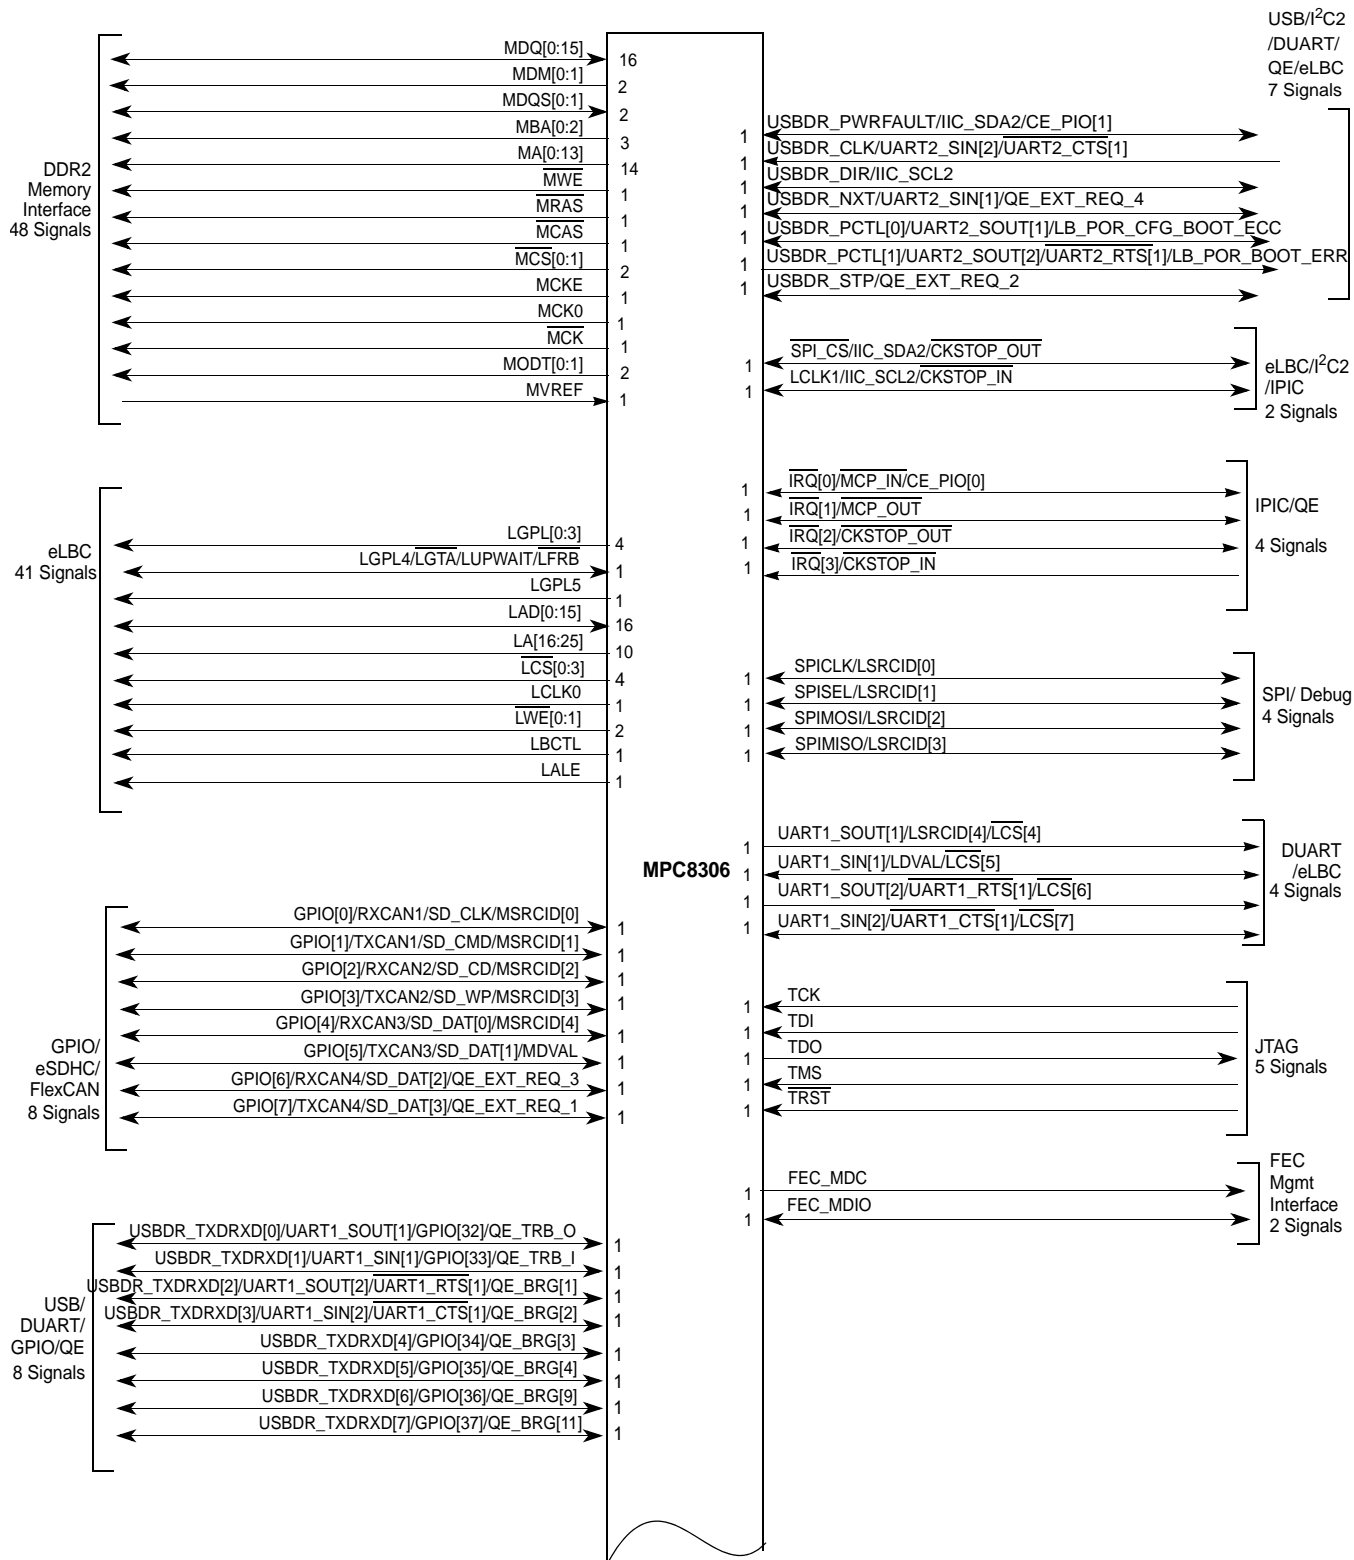 DDR2
Memory
Interface
48 Signals
MDQ[0:15] 16
MDM[0:1] 2
MDQS[0:1] 2
MBA[0:2] 3
MA[0:13] 14
MWE 1
MRAS 1
MCAS 1
MCS[0:1] 2
MCKE 1
MCK0 1
MCK 1
MODT[0:1] 2
MVREF 1
eLBC
41 Signals
LGPL[0:3] 4
LGPL4/LGTA/LUPWAIT/LFRB 1
LGPL5 1
LAD[0:15] 16
LA[16:25] 10
LCS[0:3] 4
LCLK0 1
LWE[0:1] 2
LBCTL 1
LALE 1
GPIO/
eSDHC/
FlexCAN
8 Signals
GPIO[0]/RXCAN1/SD_CLK/MSRCID[0] 1
GPIO[1]/TXCAN1/SD_CMD/MSRCID[1] 1
GPIO[2]/RXCAN2/SD_CD/MSRCID[2] 1
GPIO[3]/TXCAN2/SD_WP/MSRCID[3] 1
GPIO[4]/RXCAN3/SD_DAT[0]/MSRCID[4] 1
GPIO[5]/TXCAN3/SD_DAT[1]/MDVAL 1
GPIO[6]/RXCAN4/SD_DAT[2]/QE_EXT_REQ_3 1
GPIO[7]/TXCAN4/SD_DAT[3]/QE_EXT_REQ_1 1
USB/
DUART/
GPIO/QE
8 Signals
USBDR_TXDRXD[0]/UART1_SOUT[1]/GPIO[32]/QE_TRB_O 1
USBDR_TXDRXD[1]/UART1_SIN[1]/GPIO[33]/QE_TRB_I 1
USBDR_TXDRXD[2]/UART1_SOUT[2]/UART1_RTS[1]/QE_BRG[1] 1
USBDR_TXDRXD[3]/UART1_SIN[2]/UART1_CTS[1]/QE_BRG[2] 1
USBDR_TXDRXD[4]/GPIO[34]/QE_BRG[3] 1
USBDR_TXDRXD[5]/GPIO[35]/QE_BRG[4] 1
USBDR_TXDRXD[6]/GPIO[36]/QE_BRG[9] 1
USBDR_TXDRXD[7]/GPIO[37]/QE_BRG[11] 1
MPC8306
USB/I²C2
/DUART/
QE/eLBC
7 Signals
1 USBDR_PWRFAULT/IIC_SDA2/CE_PIO[1]
1 USBDR_CLK/UART2_SIN[2]/UART2_CTS[1]
1 USBDR_DIR/IIC_SCL2
1 USBDR_NXT/UART2_SIN[1]/QE_EXT_REQ_4
1 USBDR_PCTL[0]/UART2_SOUT[1]/LB_POR_CFG_BOOT_ECC
1 USBDR_PCTL[1]/UART2_SOUT[2]/UART2_RTS[1]/LB_POR_BOOT_ERR
1 USBDR_STP/QE_EXT_REQ_2
1 SPI_CS/IIC_SDA2/CKSTOP_OUT
1 LCLK1/IIC_SCL2/CKSTOP_IN
eLBC/I²C2
/IPIC
2 Signals
1 IRQ[0]/MCP_IN/CE_PIO[0]
1 IRQ[1]/MCP_OUT
1 IRQ[2]/CKSTOP_OUT
1 IRQ[3]/CKSTOP_IN
IPIC/QE
4 Signals
1 SPICLK/LSRCID[0]
1 SPISEL/LSRCID[1]
1 SPIMOSI/LSRCID[2]
1 SPIMISO/LSRCID[3]
SPI/ Debug
4 Signals
1 UART1_SOUT[1]/LSRCID[4]/LCS[4]
1 UART1_SIN[1]/LDVAL/LCS[5]
1 UART1_SOUT[2]/UART1_RTS[1]/LCS[6]
1 UART1_SIN[2]/UART1_CTS[1]/LCS[7]
DUART
/eLBC
4 Signals
1 TCK
1 TDI
1 TDO
1 TMS
1 TRST
JTAG
5 Signals
1 FEC_MDC
1 FEC_MDIO
FEC
Mgmt
Interface
2 Signals